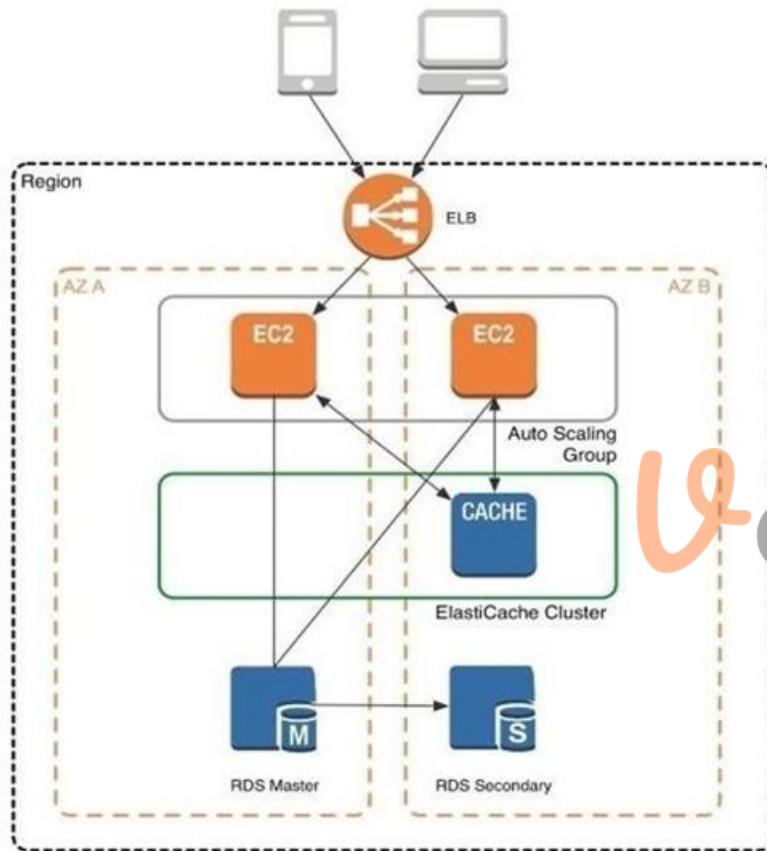 Region
ELB
AZ A
AZ B
EC2
EC2
Auto Scaling
Group
CACHE
ElastiCache Cluster
M
S
RDS Master
RDS Secondary